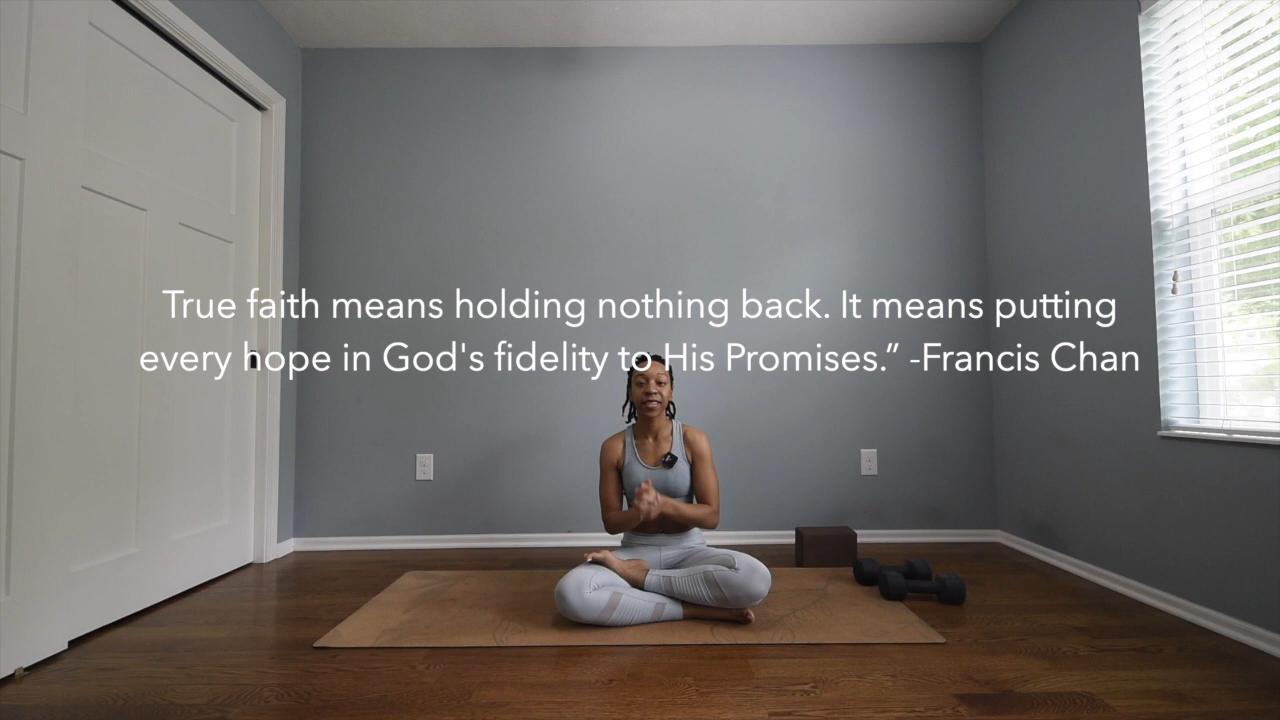 True faith means holding nothing back. It means putting
every hope in God's fidelity to His Promises.” -Francis Chan